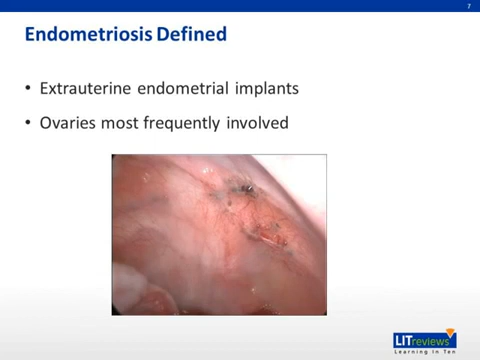 7
Endometriosis Defined
• Extrauterine endometrial implants
• Ovaries most frequently involved
LITreviews
Learning In Ten